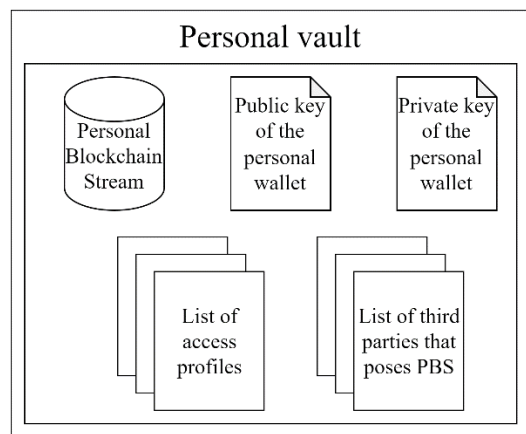 Personal vault
Personal
Blockchain
Stream
Public key
of the
personal
wallet
Private key
of the
personal
wallet
List of
access
profiles
List of third
parties that
poses PBS